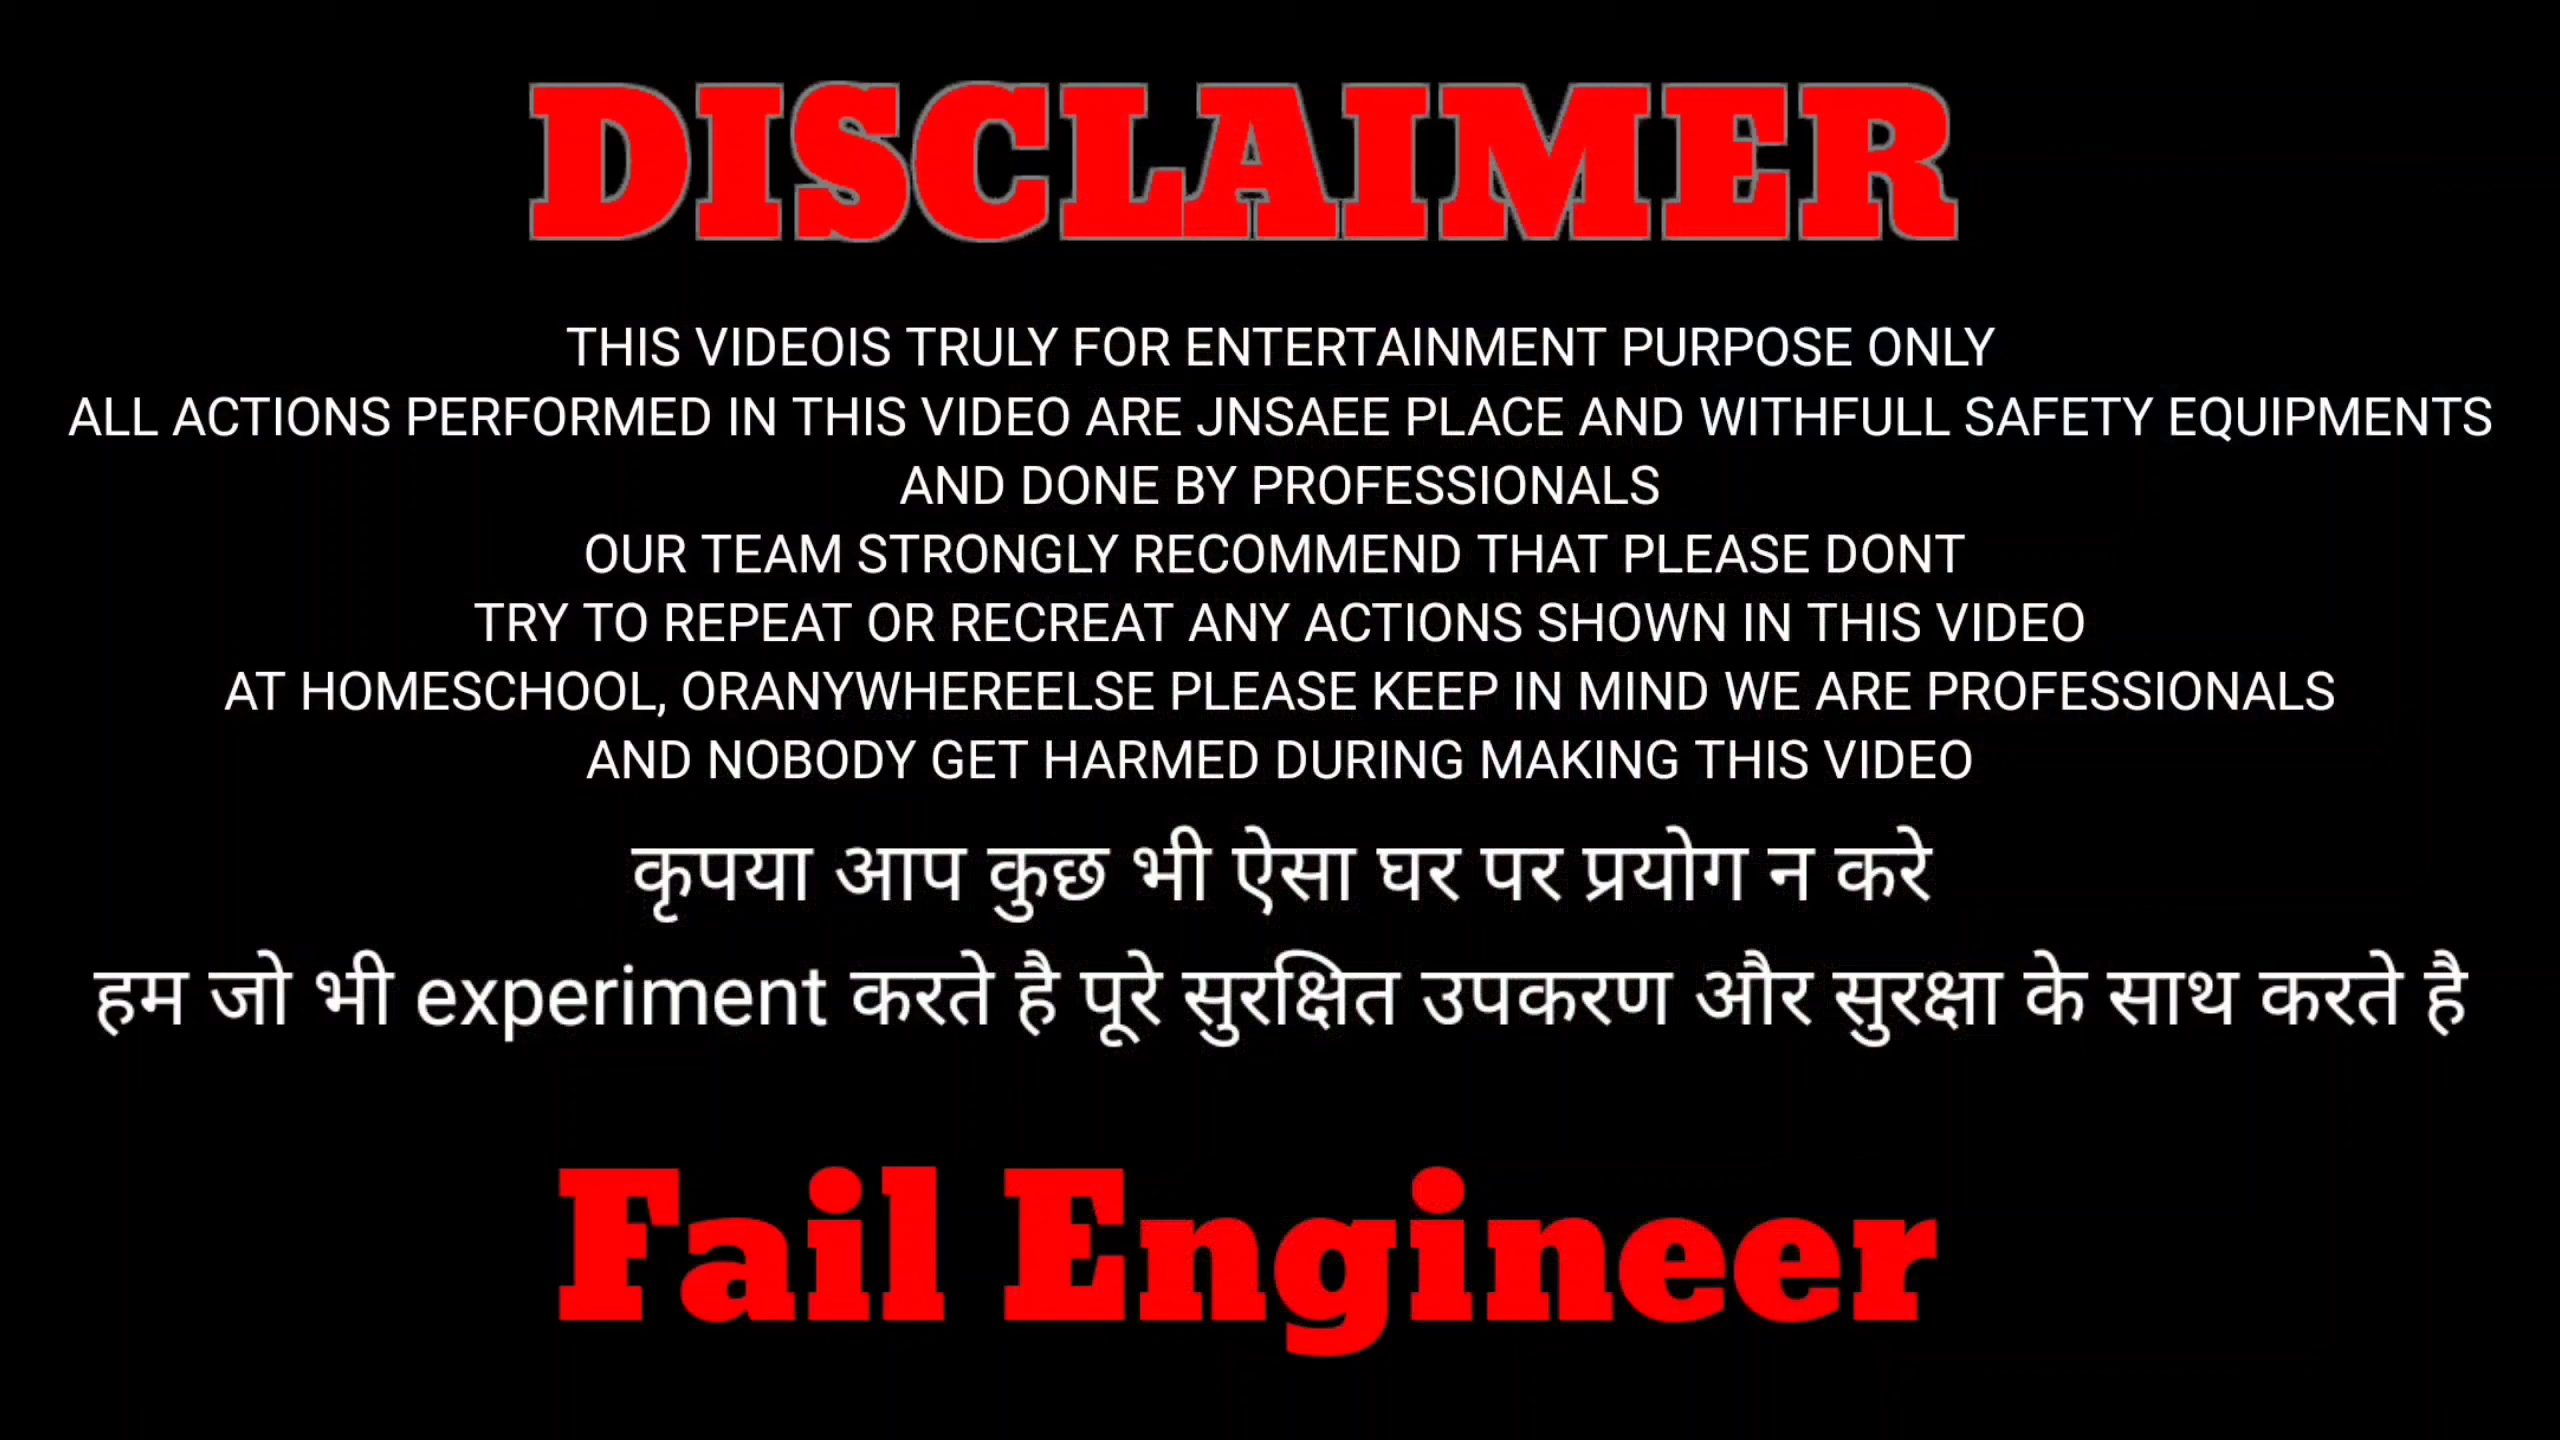 DISCLAIMER
THIS VIDEOIS TRULY FOR ENTERTAINMENT PURPOSE ONLY
ALL ACTIONS PERFORMED IN THIS VIDEO ARE JNSAEE PLACE AND WITHFULL SAFETY EQUIPMENTS
AND DONE BY PROFESSIONALS
OUR TEAM STRONGLY RECOMMEND THAT PLEASE DONT
TRY TO REPEAT OR RECREAT ANY ACTIONS SHOWN IN THIS VIDEO
AT HOMESCHOOL, ORANYWHEREELSE PLEASE KEEP IN MIND WE ARE PROFESSIONALS
AND NOBODY GET HARMED DURING MAKING THIS VIDEO
कृपया आप कुछ भी ऐसा घर पर प्रयोग न करे
हम जो भी experiment करते है पूरे सुरक्षित उपकरण और सुरक्षा के साथ करते है
Fail Engineer